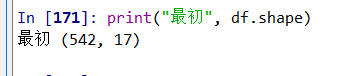 In [171]: print("最初", df.shape)
最初 (542, 17)